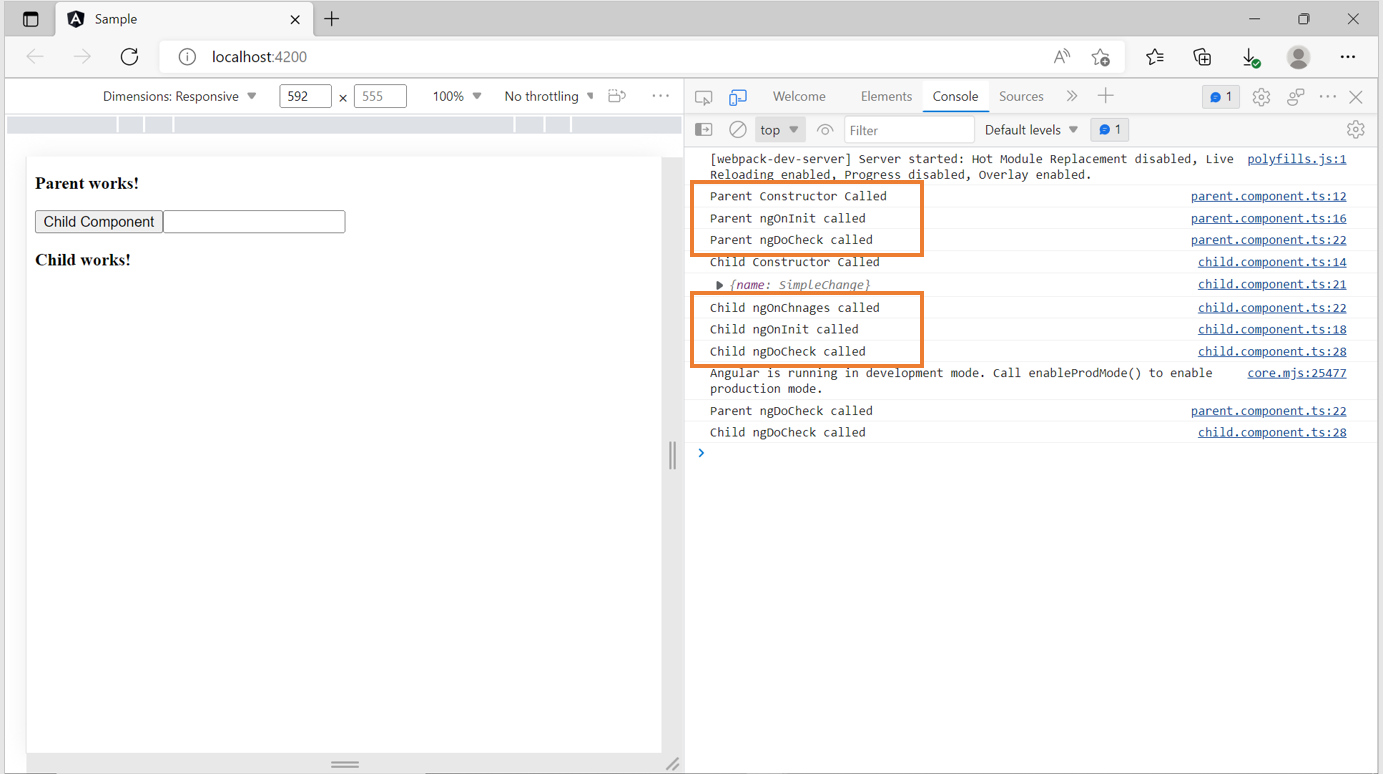 Sample
localhost:4200
Dimensions: Responsive 592 × 555 100% No throttling
Welcome Elements Console Sources 1
top Filter Default levels 1
Parent works!
Child Component
Child works!
[webpack-dev-server] Server started: Hot Module Replacement disabled, Live polyfills.js:1
Reloading enabled, Progress disabled, Overlay enabled.
Parent Constructor Called parent.component.ts:12
Parent ngOnInit called parent.component.ts:16
Parent ngDoCheck called parent.component.ts:22
Child Constructor Called child.component.ts:14
{name: SimpleChange} child.component.ts:21
Child ngOnChnages called child.component.ts:22
Child ngOnInit called child.component.ts:18
Child ngDoCheck called child.component.ts:28
Angular is running in development mode. Call enableProdMode() to enable core.mjs:25477
production mode.
Parent ngDoCheck called parent.component.ts:22
Child ngDoCheck called child.component.ts:28